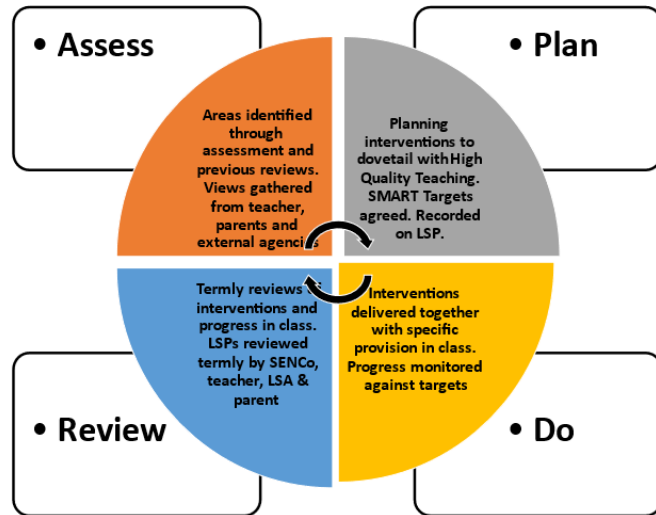 • Assess
• Plan
Areas identified
through
assessment and
previous reviews.
Views gathered
from teacher,
parents and
external agencies
Planning
interventions to
dovetail with High
Quality Teaching.
SMART Targets
agreed. Recorded
on LSP.
Termly reviews
interventions and
progress in class.
LSPs reviewed
termly by SENCo,
teacher, LSA &
parent
Interventions
delivered together
with specific
provision in class.
Progress monitored
against targets
• Review
• Do